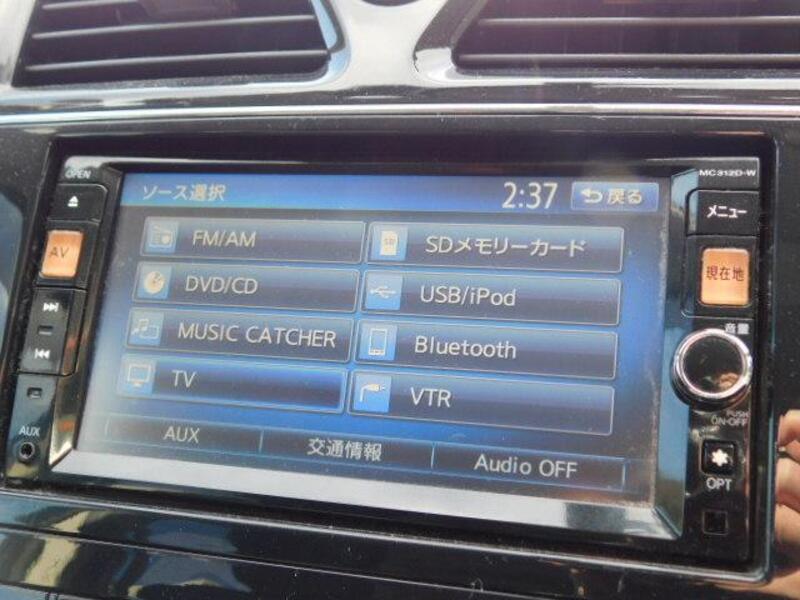 OPEN
MC312D-W
ソース選択
2:37
戻る
メニュー
AV
現在地
FM/AM
SDメモリーカード
SD
DVD/CD
USB/iPod
MUSIC CATCHER
Bluetooth
TV
VTR
音量
PUSH
ON-OFF
AUX
AUX
交通情報
Audio OFF
OPT